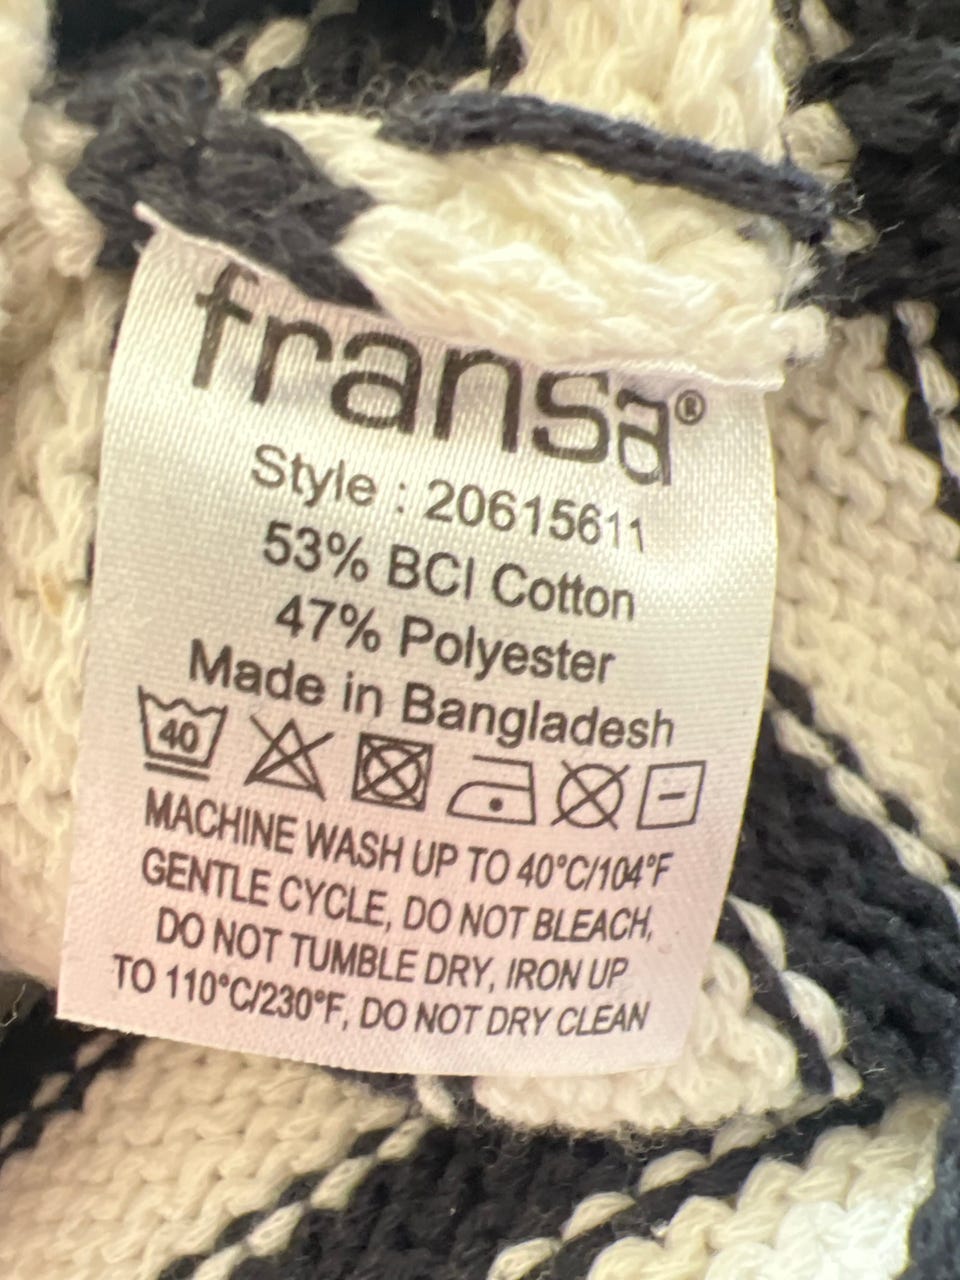 fransa®
Style : 20615611
53% BCI Cotton
47% Polyester
Made in Bangladesh
40
MACHINE WASH UP TO 40°C/104°F
GENTLE CYCLE, DO NOT BLEACH,
DO NOT TUMBLE DRY, IRON UP
TO 110°C/230°F, DO NOT DRY CLEAN